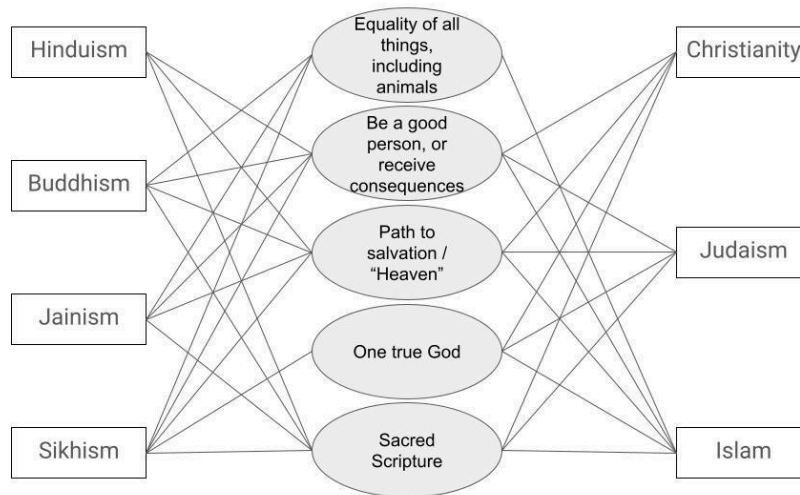 Hinduism
Buddhism
Jainism
Sikhism
Equality of all
things,
including
animals
Be a good
person, or
receive
consequences
Path to
salvation /
“Heaven”
One true God
Sacred
Scripture
Christianity
Judaism
Islam